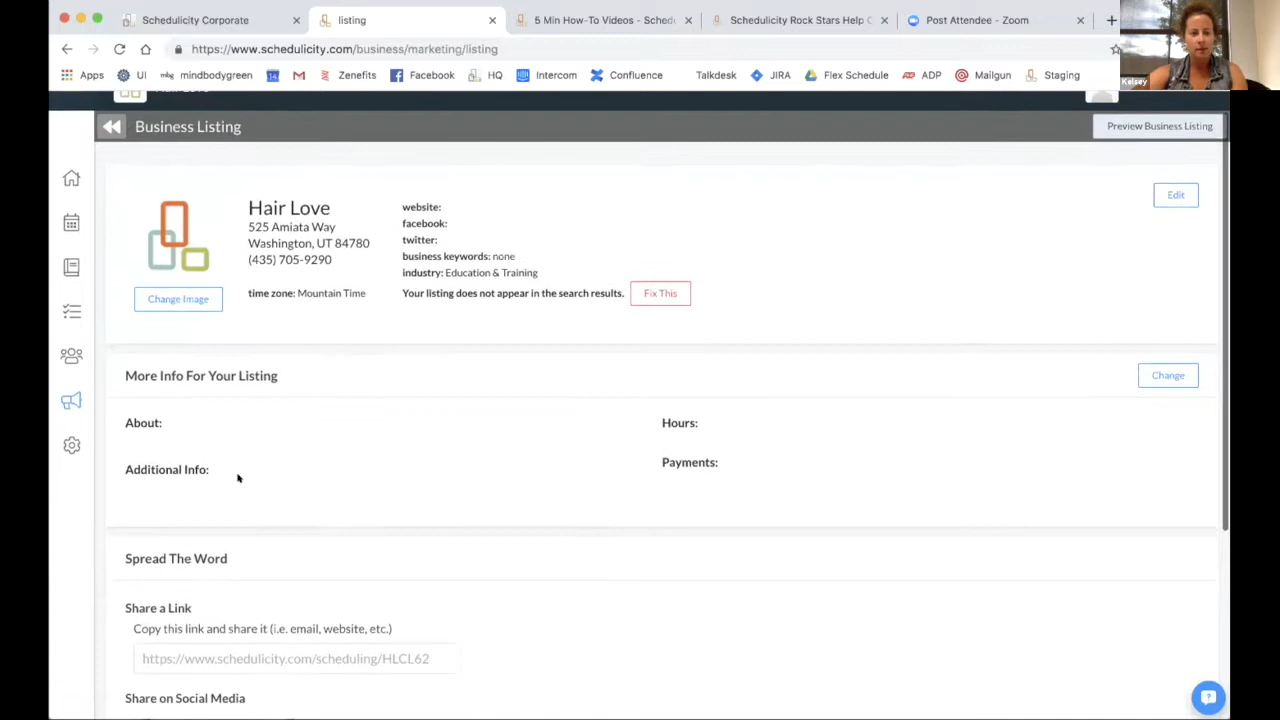 Schedulicity Corporate
listing
5 Min How-To Videos - Schedu
Schedulicity Rock Stars Help C
Post Attendee - Zoom
https://www.schedulicity.com/business/marketing/listing
Apps
UI
mbg mindbodygreen
14
Zenefits
Facebook
HQ
Intercom
Confluence
Talkdesk
JIRA
Flex Schedule
ADP
Mailgun
Staging
Kelsey
Business Listing
Preview Business Listing
Hair Love
525 Amiata Way
Washington, UT 84780
(435) 705-9290
time zone: Mountain Time
Change Image
website:
facebook:
twitter:
business keywords: none
industry: Education & Training
Your listing does not appear in the search results.
Fix This
Edit
More Info For Your Listing
Change
About:
Hours:
Additional Info:
Payments:
Spread The Word
Share a Link
Copy this link and share it (i.e. email, website, etc.)
https://www.schedulicity.com/scheduling/HLCL62
Share on Social Media